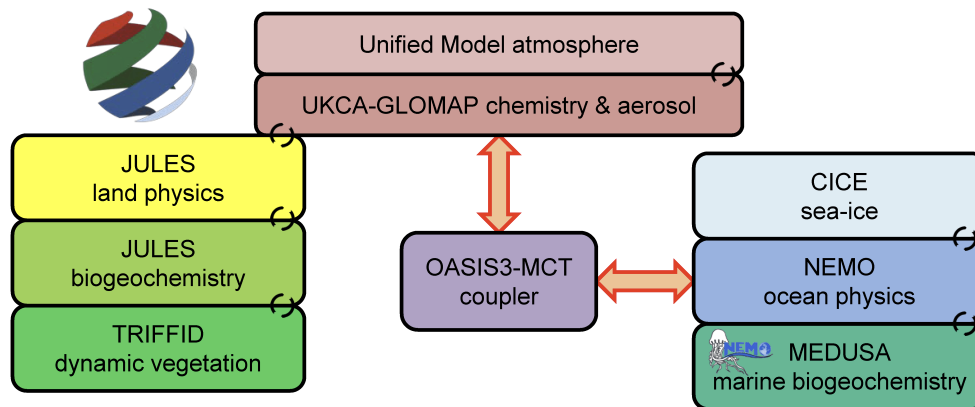 Unified Model atmosphere
UKCA-GLOMAP chemistry & aerosol
JULES
land physics
JULES
biogeochemistry
TRIFFID
dynamic vegetation
OASIS3-MCT
coupler
CICE
sea-ice
NEMO
ocean physics
NEMO
MEDUSA
marine biogeochemistry